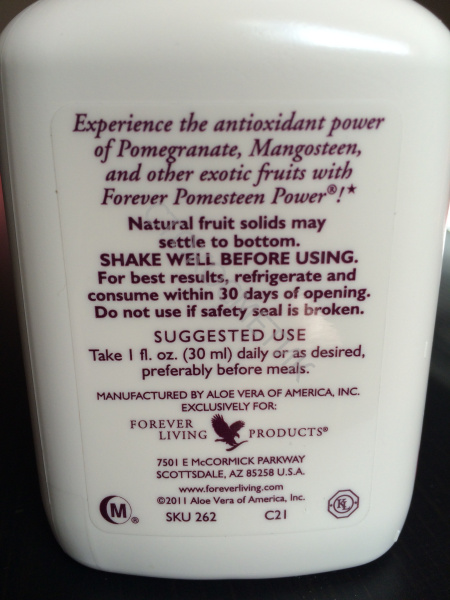 Experience the antioxidant power
of Pomegranate, Mangosteen,
and other exotic fruits with
Forever Pomesteen Power®!*
Natural fruit solids may
settle to bottom.
SHAKE WELL BEFORE USING.
For best results, refrigerate and
consume within 30 days of opening.
Do not use if safety seal is broken.
SUGGESTED USE
Take 1 fl. oz. (30 ml) daily or as desired,
preferably before meals.
MANUFACTURED BY ALOE VERA OF AMERICA, INC.
EXCLUSIVELY FOR:
FOREVER
LIVING PRODUCTS®
7501 E McCORMICK PARKWAY
SCOTTSDALE, AZ 85258 U.S.A.
www.foreverliving.com
©2011 Aloe Vera of America, Inc.
M® SKU 262 C21